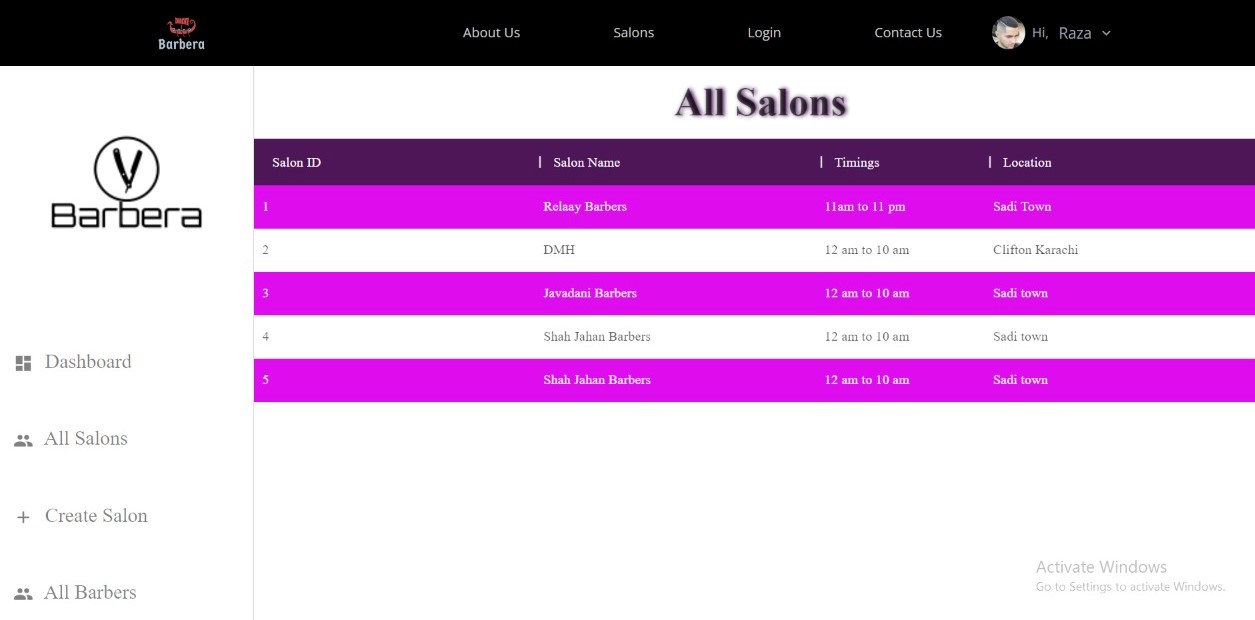 Barbera
About Us
Salons
Login
Contact Us
Hi, Raza
Barbera
Dashboard
All Salons
Create Salon
All Barbers
All Salons
Salon ID | Salon Name | Timings | Location
1 Relaay Barbers 11am to 11 pm Sadi Town
2 DMH 12 am to 10 am Clifton Karachi
3 Javadani Barbers 12 am to 10 am Sadi town
4 Shah Jahan Barbers 12 am to 10 am Sadi town
5 Shah Jahan Barbers 12 am to 10 am Sadi town
Activate Windows
Go to Settings to activate Windows.